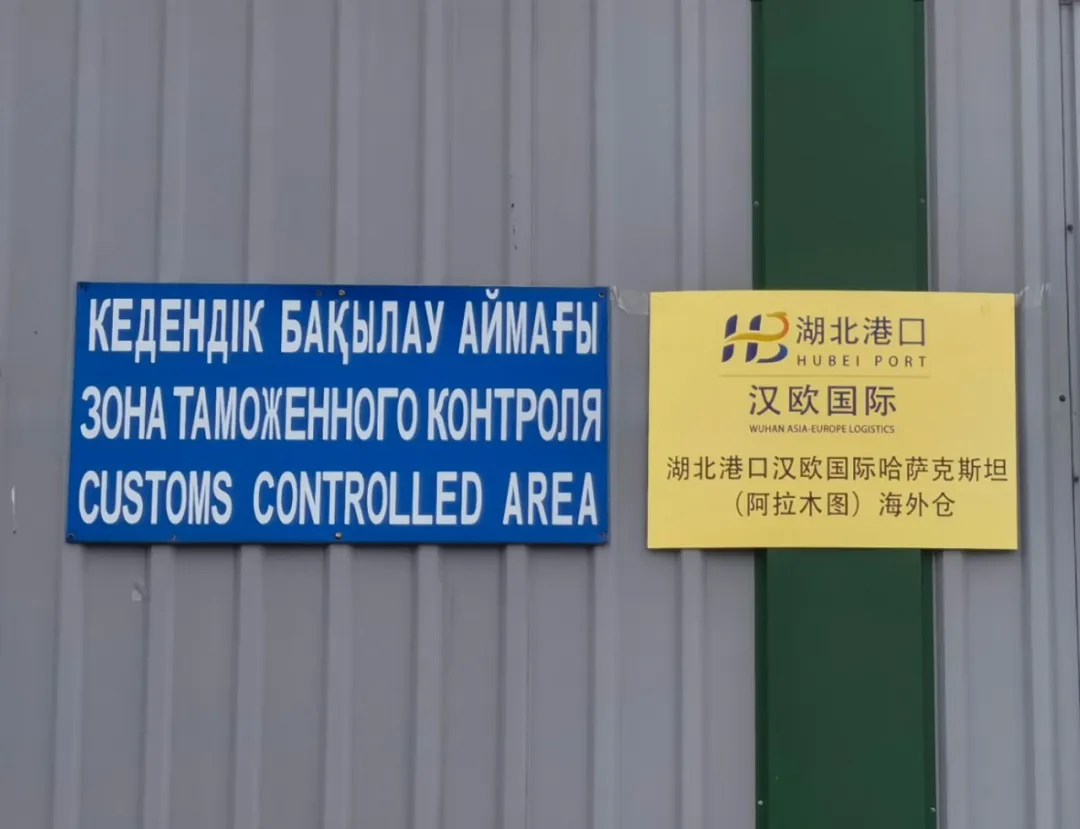 КЕДЕНДІК БАҚЫЛАУ АЙМАҒЫ
ЗОНА ТАМОЖЕННОГО КОНТРОЛЯ
CUSTOMS CONTROLLED AREA
HB 湖北港口
HUBEI PORT
汉欧国际
WUHAN ASIA-EUROPE LOGISTICS
湖北港口汉欧国际哈萨克斯坦
（阿拉木图）海外仓